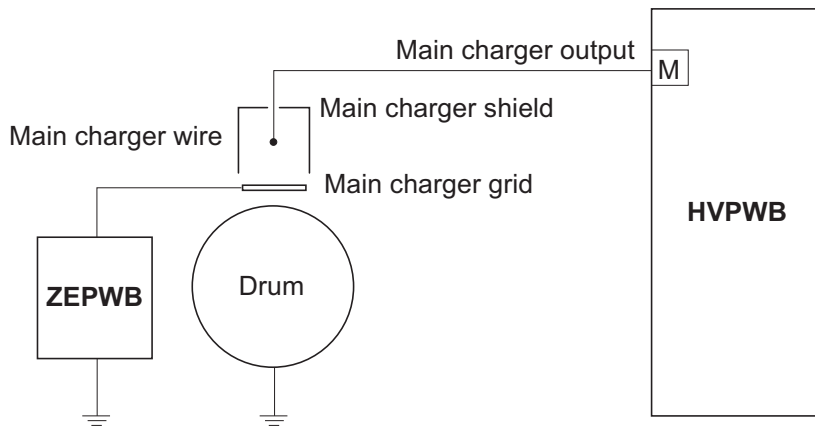 Main charger output
M
Main charger shield
Main charger wire
Main charger grid
HVPWB
ZEPWB
Drum